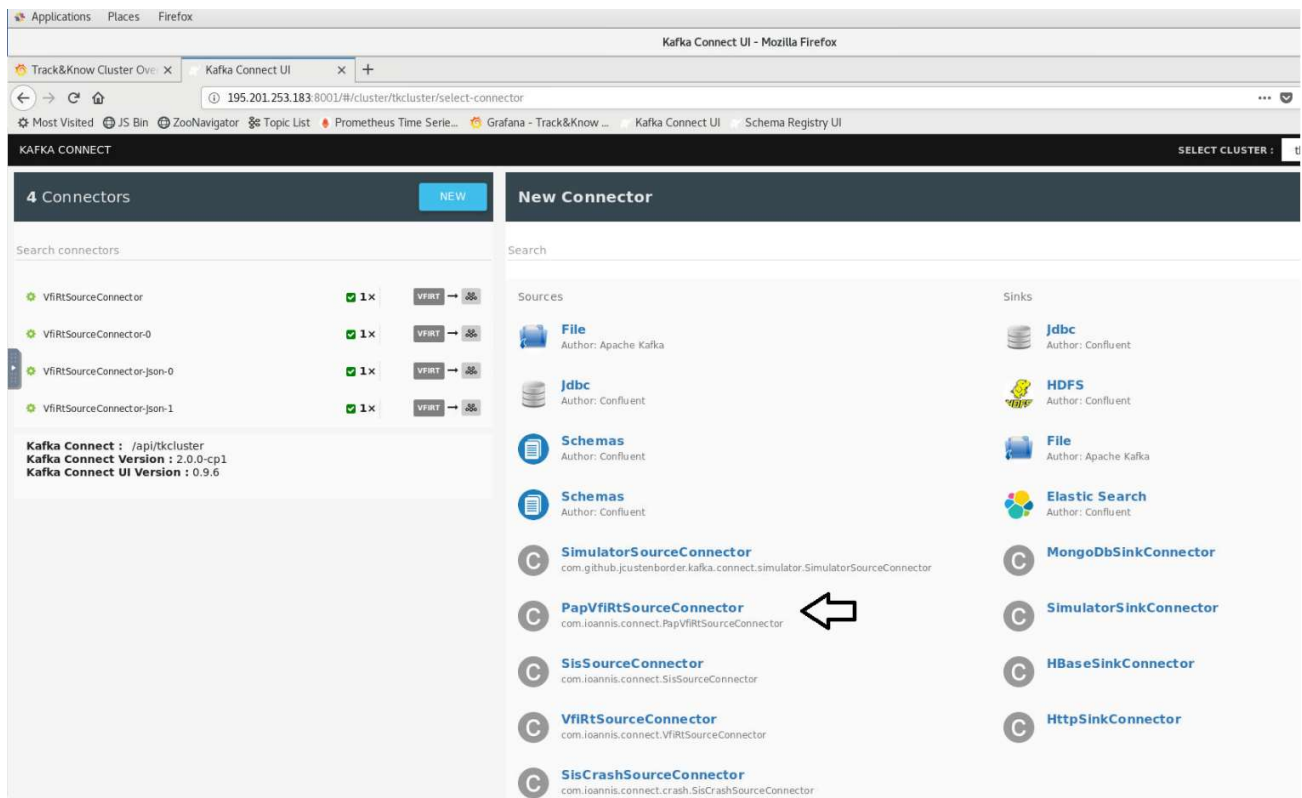 Applications Places Firefox
Kafka Connect UI - Mozilla Firefox
Track&Know Cluster Ove
Kafka Connect UI
195.201.253.183:8001/#/cluster/tkcluster/select-connector
Most Visited JS Bin ZooNavigator Topic List Prometheus Time Serie... Grafana - Track&Know ... Kafka Connect UI Schema Registry UI
KAFKA CONNECT
SELECT CLUSTER :
4 Connectors
NEW
Search connectors
VfiRtSourceConnector 1× VFIRT →
VfiRtSourceConnector-0 1× VFIRT →
VfiRtSourceConnector-Json-0 1× VFIRT →
VfiRtSourceConnector-Json-1 1× VFIRT →
Kafka Connect : /api/tkcluster
Kafka Connect Version : 2.0.0-cp1
Kafka Connect UI Version : 0.9.6
New Connector
Search
Sources
File
Author: Apache Kafka
Jdbc
Author: Confluent
Schemas
Author: Confluent
Schemas
Author: Confluent
C
SimulatorSourceConnector
com.github.jcustenborder.kafka.connect.simulator.SimulatorSourceConnector
C
PapVfiRtSourceConnector
com.ioannis.connect.PapVfiRtSourceConnector
C
SisSourceConnector
com.ioannis.connect.SisSourceConnector
C
VfiRtSourceConnector
com.ioannis.connect.VfiRtSourceConnector
C
SisCrashSourceConnector
com.ioannis.connect.crash.SisCrashSourceConnector
Sinks
Jdbc
Author: Confluent
HDFS
Author: Confluent
File
Author: Apache Kafka
Elastic Search
Author: Confluent
C
MongoDbSinkConnector
C
SimulatorSinkConnector
C
HBaseSinkConnector
C
HttpSinkConnector